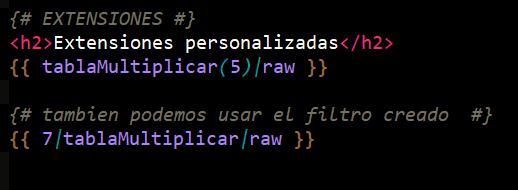 {# EXTENSIONES #}
<h2>Extensiones personalizadas</h2>
{{ tablaMultiplicar(5)|raw }}
{# tambien podemos usar el filtro creado  #}
{{ 7|tablaMultiplicar|raw }}